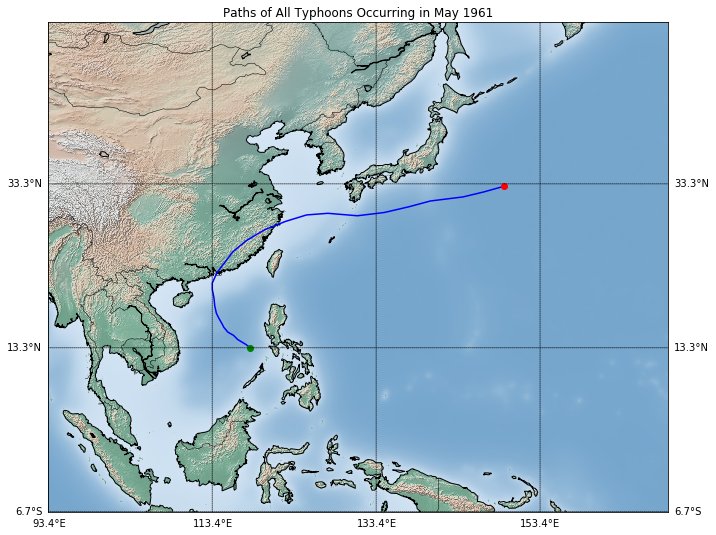 Paths of All Typhoons Occurring in May 1961
33.3°N
33.3°N
13.3°N
13.3°N
6.7°S
6.7°S
93.4°E
113.4°E
133.4°E
153.4°E